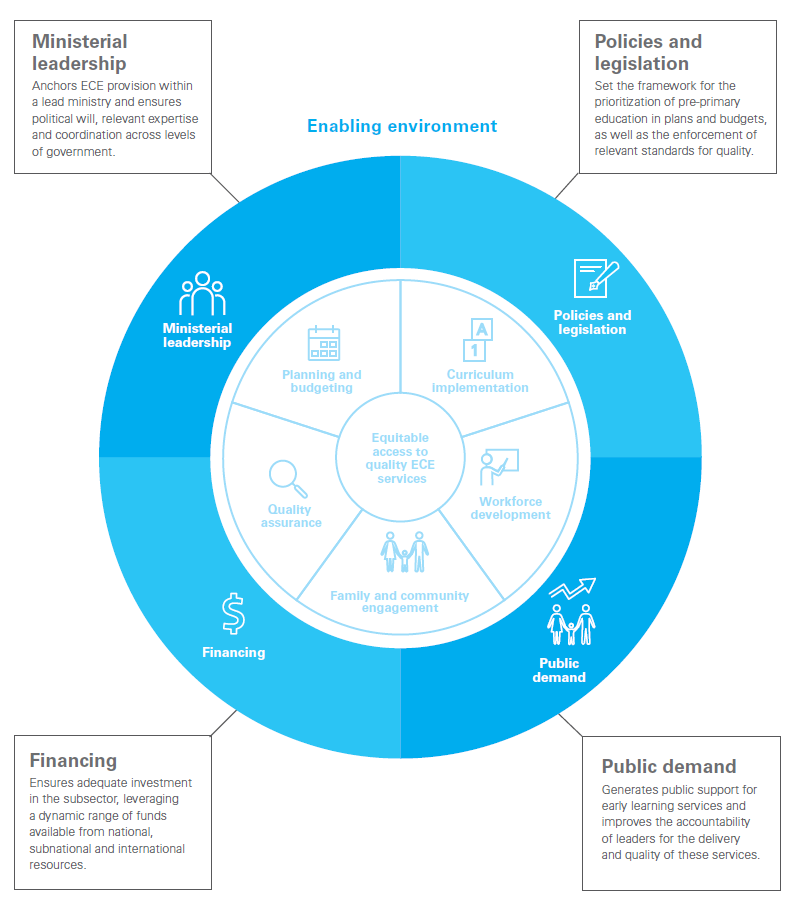 Ministerial
leadership
Anchors ECE provision within
a lead ministry and ensures
political will, relevant expertise
and coordination across levels
of government.
Policies and
legislation
Set the framework for the
prioritization of pre-primary
education in plans and budgets,
as well as the enforcement of
relevant standards for quality.
Enabling environment
Ministerial
leadership
Policies and
legislation
Planning and
budgeting
A
1
Curriculum
implementation
Equitable
access to
quality ECE
services
Quality
assurance
Workforce
development
Family and community
engagement
$
Financing
Public
demand
Financing
Ensures adequate investment
in the subsector, leveraging
a dynamic range of funds
available from national,
subnational and international
resources.
Public demand
Generates public support for
early learning services and
improves the accountability
of leaders for the delivery
and quality of these services.